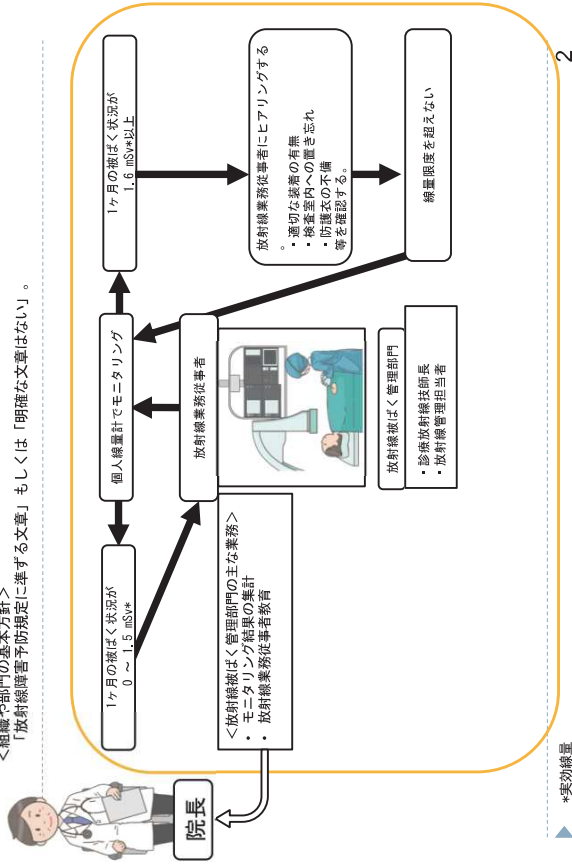 ＜組織や部門の基本方針＞
「放射線障害予防規定に準ずる文章」もしくは「明確な文章はない」。
院長
1ヶ月の被ばく状況が
0 ～ 1.5 mSv*
個人線量計でモニタリング
1ヶ月の被ばく状況が
1.6 mSv*以上
放射線業務従事者
放射線業務従事者にヒアリングする
。
・適切な装着の有無
・検査室内への置き忘れ
・防護衣の不備
等を確認する。
線量限度を超えない
＜放射線被ばく管理部門の主な業務＞
・ モニタリング結果の集計
・ 放射線業務従事者教育
放射線被ばく管理部門
・診療放射線技師長
・放射線管理担当者
*実効線量
2